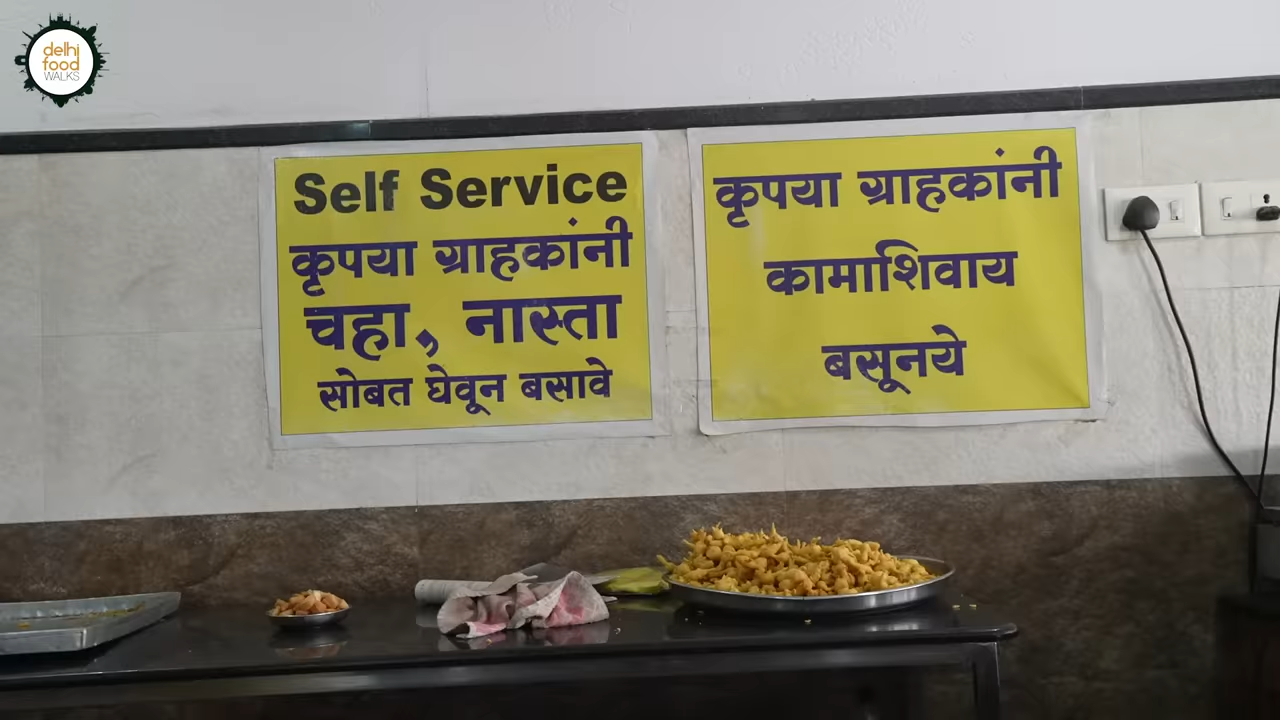 delhi
food
WALKS
Self Service
कृपया ग्राहकांनी
चहा, नास्ता
सोबत घेवून बसावे
कृपया ग्राहकांनी
कामाशिवाय
बसूनये